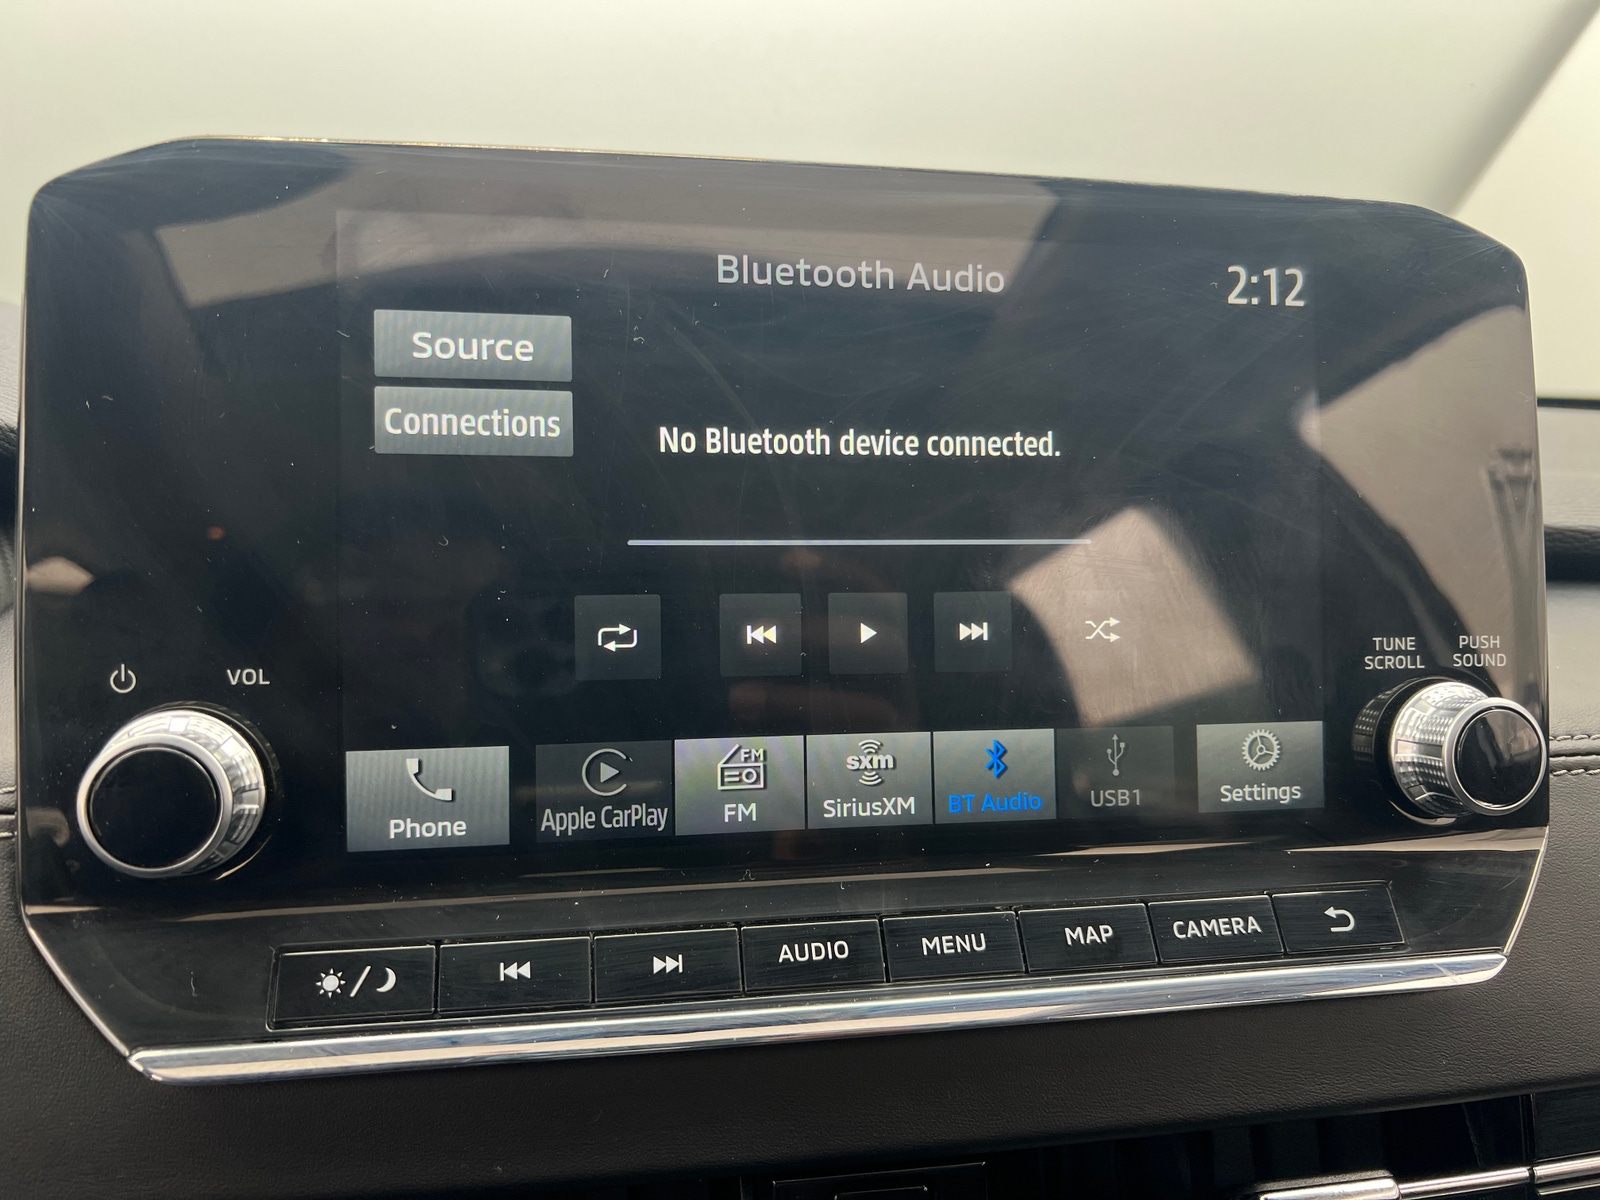 Bluetooth Audio
2:12
Source
Connections
No Bluetooth device connected.
VOL
TUNE
SCROLL
PUSH
SOUND
Phone
Apple CarPlay
FM
FM
sxm
SiriusXM
BT Audio
USB1
Settings
AUDIO
MENU
MAP
CAMERA